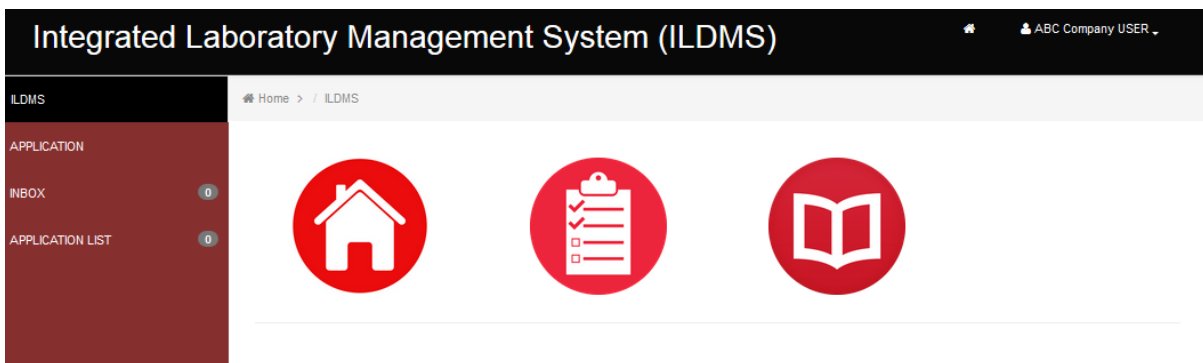 Integrated Laboratory Management System (ILDMS)
ABC Company USER
ILDMS
Home > / ILDMS
APPLICATION
INBOX 0
APPLICATION LIST 0